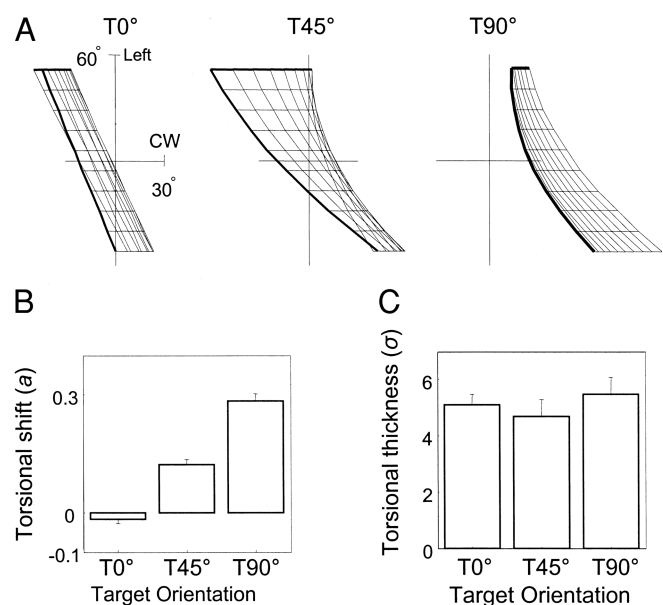 A
T0°
T45°
T90°
60°
Left
CW
30°
B
Torsional shift (a)
0.3
0
-0.1
T0°
T45°
T90°
Target Orientation
C
Torsional thickness (σ)
6
4
2
0
T0°
T45°
T90°
Target Orientation